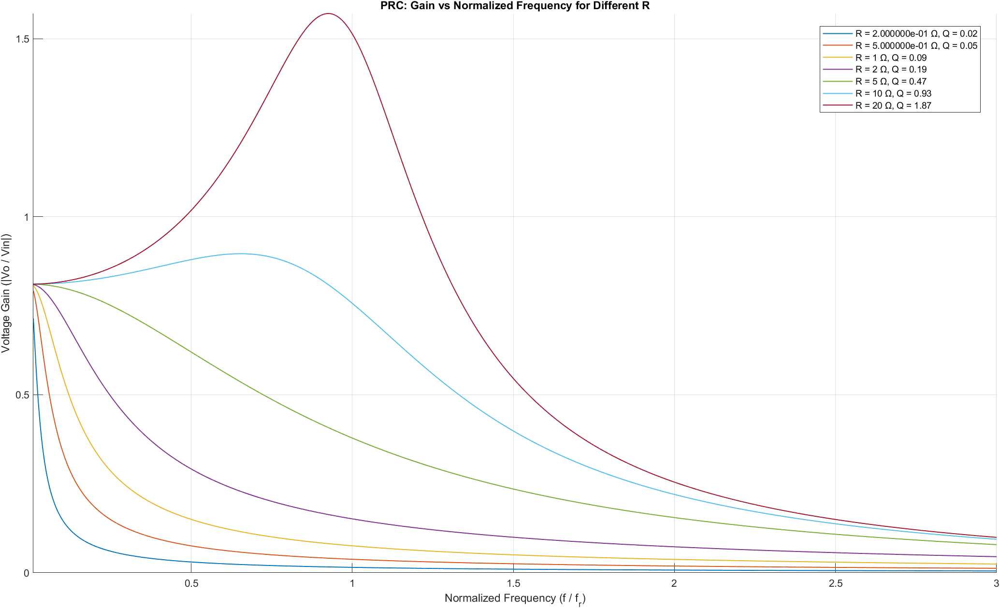 PRC: Gain vs Normalized Frequency for Different R
R = 2.000000e-01 Ω, Q = 0.02
R = 5.000000e-01 Ω, Q = 0.05
R = 1 Ω, Q = 0.09
R = 2 Ω, Q = 0.19
R = 5 Ω, Q = 0.47
R = 10 Ω, Q = 0.93
R = 20 Ω, Q = 1.87
Voltage Gain (|Vo / Vin|)
1.5
1
0.5
0
0.5 1 1.5 2 2.5 3
Normalized Frequency (f / fr)